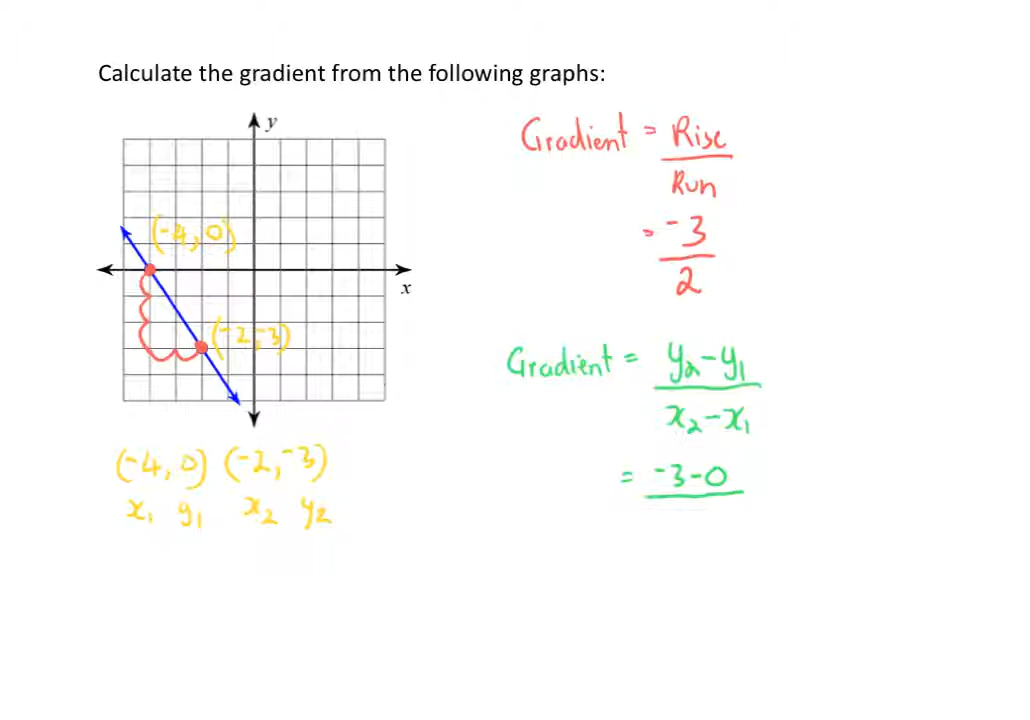 Calculate the gradient from the following graphs:
y
x
(-4, 0)
(-2, -3)
(-4, 0) (-2, -3)
x₁ y₁ x₂ y₂
Gradient = Rise
Run
= -3
2
Gradient = y₂-y₁
x₂-x₁
= -3-0